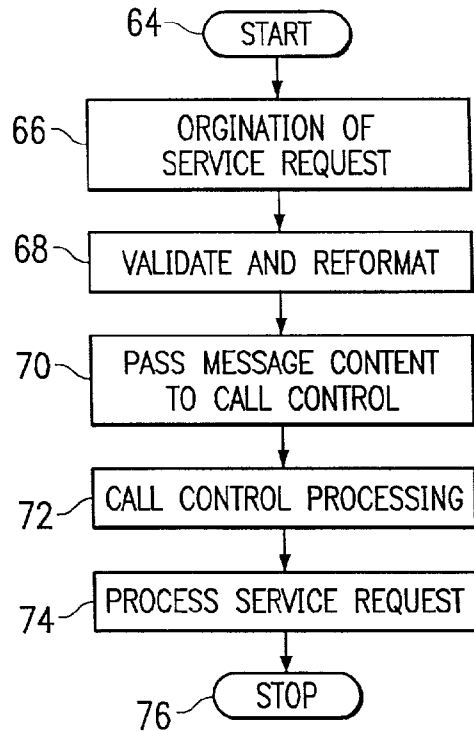 64
START
66
ORGINATION OF
SERVICE REQUEST
68
VALIDATE AND REFORMAT
70
PASS MESSAGE CONTENT
TO CALL CONTROL
72
CALL CONTROL PROCESSING
74
PROCESS SERVICE REQUEST
76
STOP